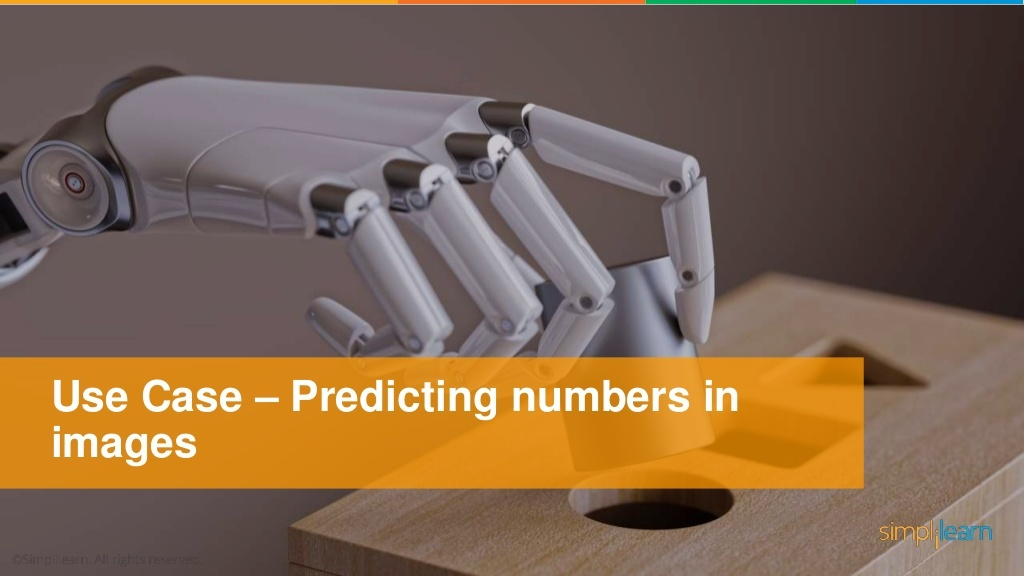 Use Case – Predicting numbers in
images
simplilearn
©Simplilearn. All rights reserved.